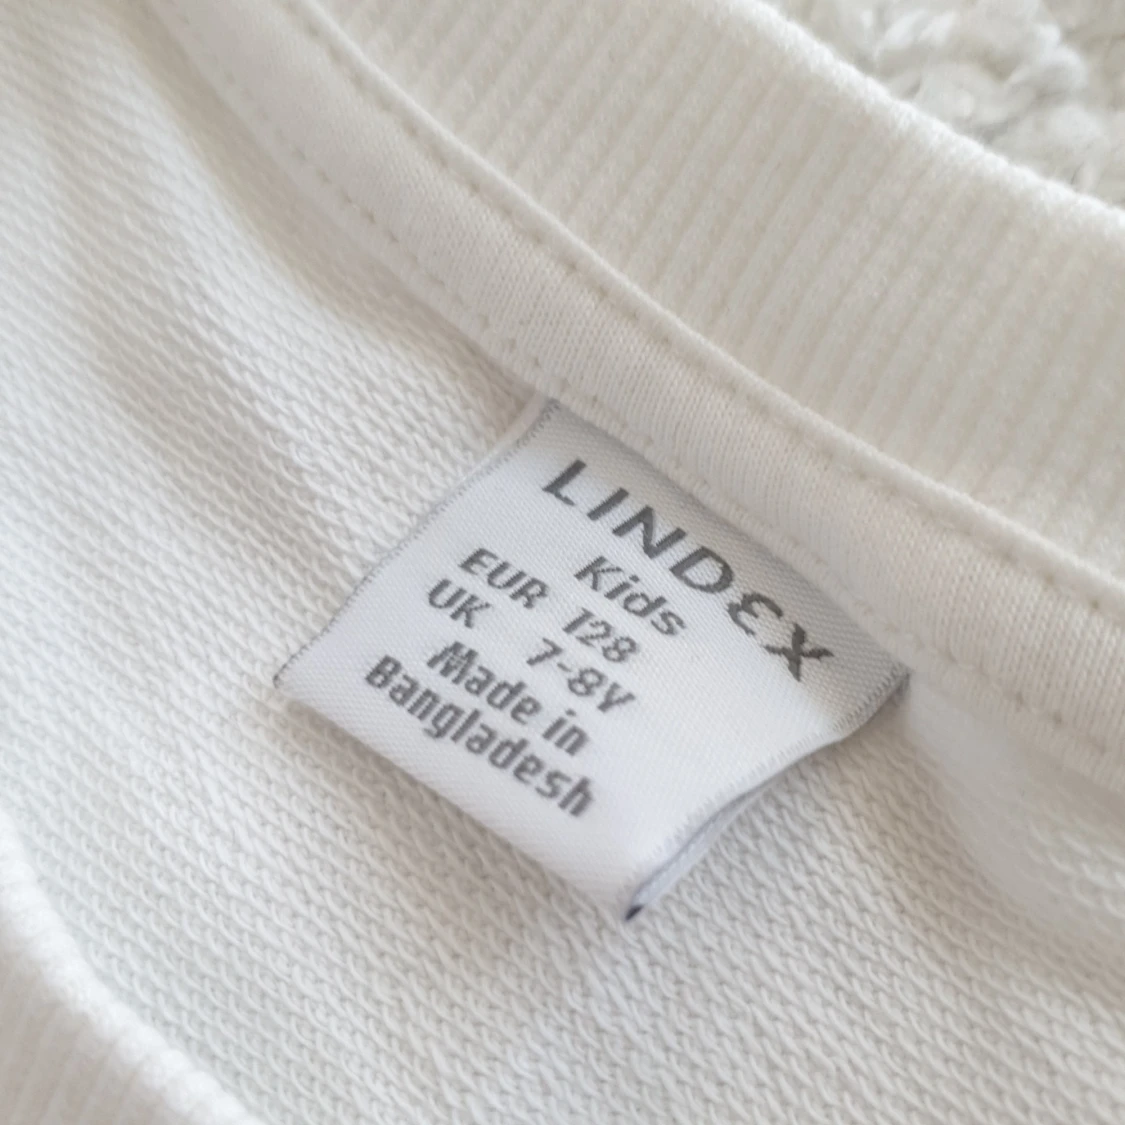 LINDEX
Kids
EUR 128
UK 7-8Y
Made in
Bangladesh